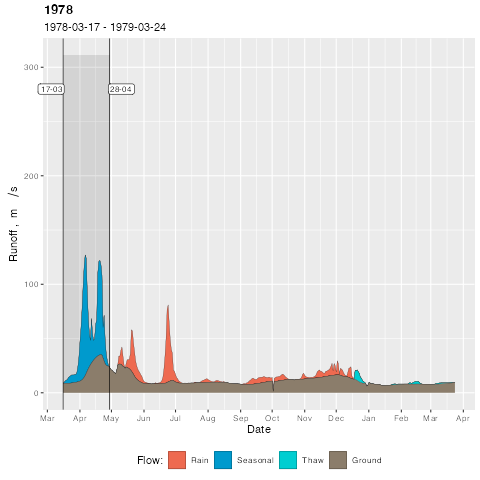 1978
1978-03-17 - 1979-03-24
Runoff, m /s
300
200
100
0
17-03
28-04
Mar Apr May Jun Jul Aug Sep Oct Nov Dec Jan Feb Mar Apr
Date
Flow: Rain Seasonal Thaw Ground